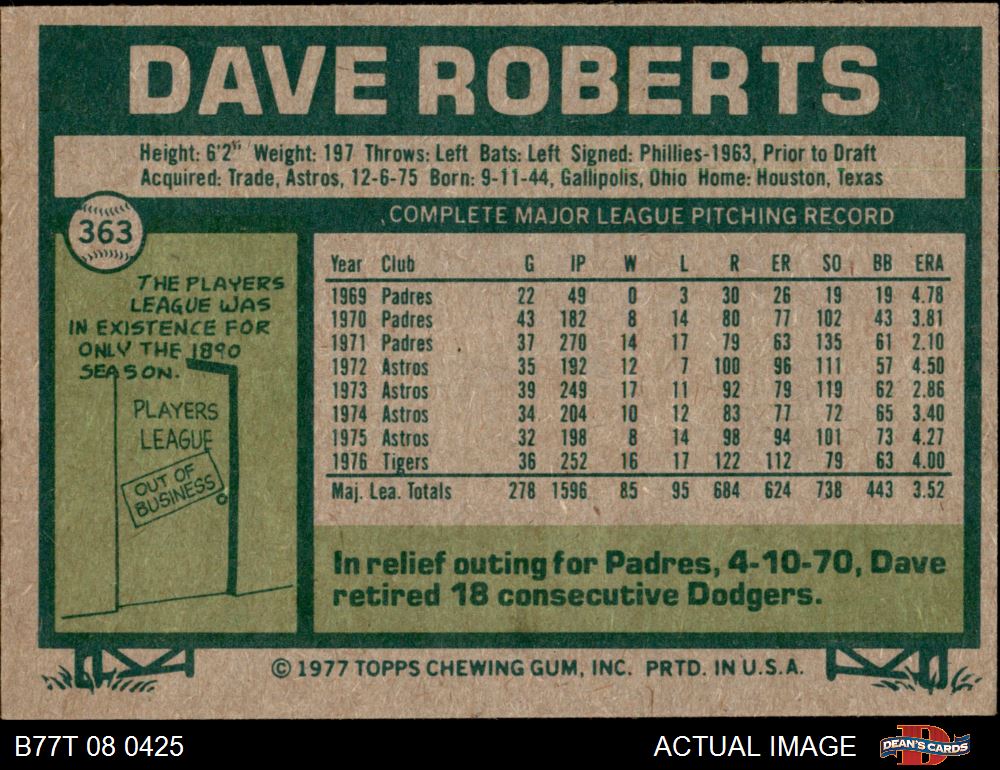 DAVE ROBERTS
Height: 6'2" Weight: 197 Throws: Left Bats: Left Signed: Phillies-1963, Prior to Draft
Acquired: Trade, Astros, 12-6-75 Born: 9-11-44, Gallipolis, Ohio Home: Houston, Texas
363
COMPLETE MAJOR LEAGUE PITCHING RECORD
THE PLAYERS
LEAGUE WAS
IN EXISTENCE FOR
ONLY THE 1890
SEASON.
PLAYERS
LEAGUE
OUT OF
BUSINESS
Year Club G IP W L R ER SO BB ERA
1969 Padres 22 49 0 3 30 26 19 19 4.78
1970 Padres 43 182 8 14 80 77 102 43 3.81
1971 Padres 37 270 14 17 79 63 135 61 2.10
1972 Astros 35 192 12 7 100 96 111 57 4.50
1973 Astros 39 249 17 11 92 79 119 62 2.86
1974 Astros 34 204 10 12 83 77 72 65 3.40
1975 Astros 32 198 8 14 98 94 101 73 4.27
1976 Tigers 36 252 16 17 122 112 79 63 4.00
Maj. Lea. Totals 278 1596 85 95 684 624 738 443 3.52
In relief outing for Padres, 4-10-70, Dave
retired 18 consecutive Dodgers.
© 1977 TOPPS CHEWING GUM, INC. PRTD. IN U.S.A.
B77T 08 0425
ACTUAL IMAGE
DEAN'S CARDS